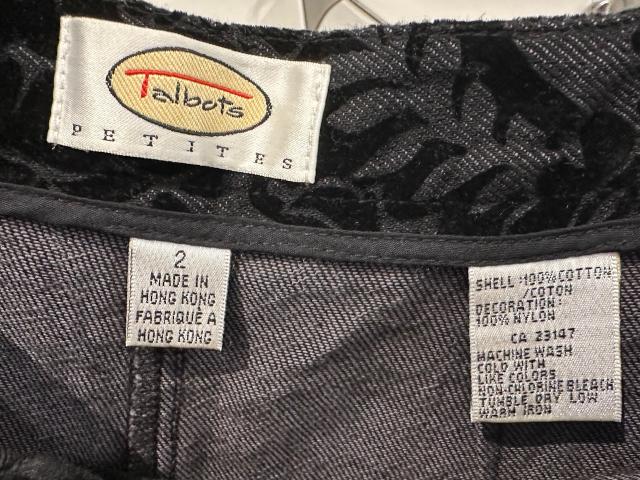 Talbots
PETITES
2
MADE IN
HONG KONG
FABRIQUÉ A
HONG KONG
SHELL:100%COTTON
/COTON
DECORATION:
100% NYLON
CA 23147
MACHINE WASH
COLD WITH
LIKE COLORS
NON-CHLORINE BLEACH
TUMBLE DRY LOW
WARM IRON